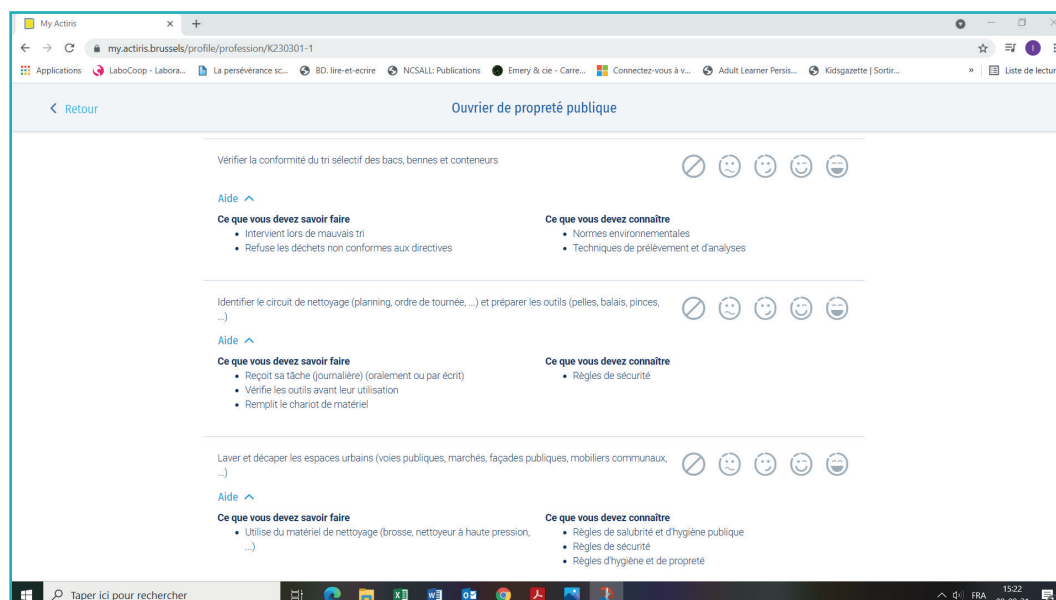 My Actiris
my.actiris.brussels/profile/profession/K230301-1
Applications LaboCoop - Labora... La persévérance sc... BD. lire-et-ecrire NCSALL: Publications Emery & cie - Carre... Connectez-vous à v... Adult Learner Persis... Kidsgazette | Sortir... » Liste de lectur
Retour
Ouvrier de propreté publique
Vérifier la conformité du tri sélectif des bacs, bennes et conteneurs
Aide
Ce que vous devez savoir faire
• Intervient lors de mauvais tri
• Refuse les déchets non conformes aux directives
Ce que vous devez connaître
• Normes environnementales
• Techniques de prélèvement et d'analyses
Identifier le circuit de nettoyage (planning, ordre de tournée, ...) et préparer les outils (pelles, balais, pinces,
...)
Aide
Ce que vous devez savoir faire
• Reçoit sa tâche (journalière) (oralement ou par écrit)
• Vérifie les outils avant leur utilisation
• Remplit le chariot de matériel
Ce que vous devez connaître
• Règles de sécurité
Laver et décaper les espaces urbains (voies publiques, marchés, façades publiques, mobiliers communaux,
...)
Aide
Ce que vous devez savoir faire
• Utilise du matériel de nettoyage (brosse, nettoyeur à haute pression,
...)
Ce que vous devez connaître
• Règles de salubrité et d'hygiène publique
• Règles de sécurité
• Règles d'hygiène et de propreté
Taper ici pour rechercher
FRA
15:22